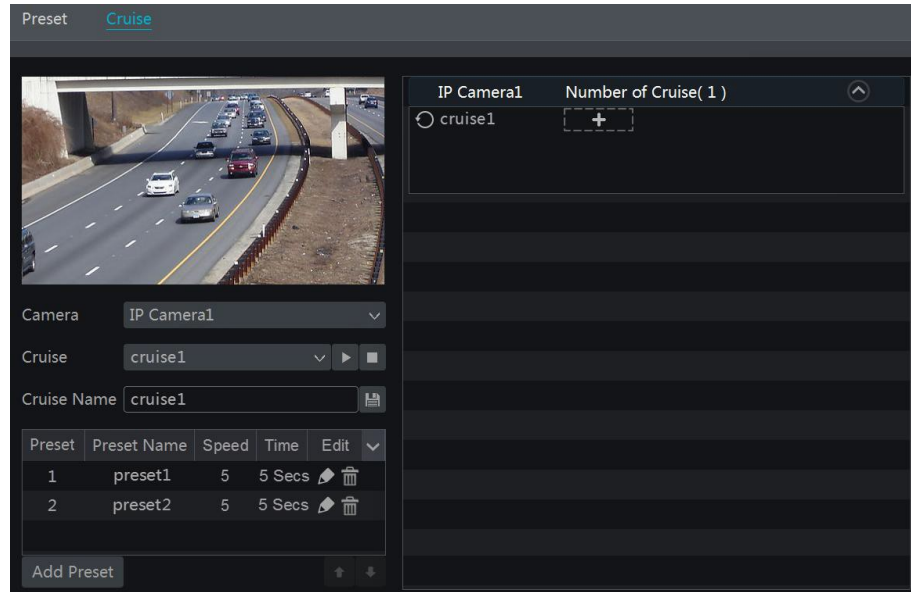 Preset Cruise
IP Camera1 Number of Cruise( 1 )
cruise1
Camera IP Camera1
Cruise cruise1
Cruise Name cruise1
Preset Preset Name Speed Time Edit
1 preset1 5 5 Secs
2 preset2 5 5 Secs
Add Preset